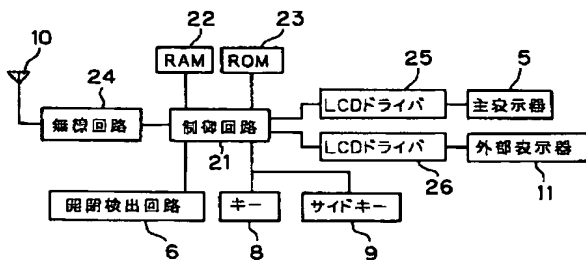 22
23
10
RAM
ROM
25
5
24
LCDドライバ
主表示器
無線回路
制御回路
21
LCDドライバ
外部表示器
26
11
開閉検出回路
キー
サイドキー
6
8
9